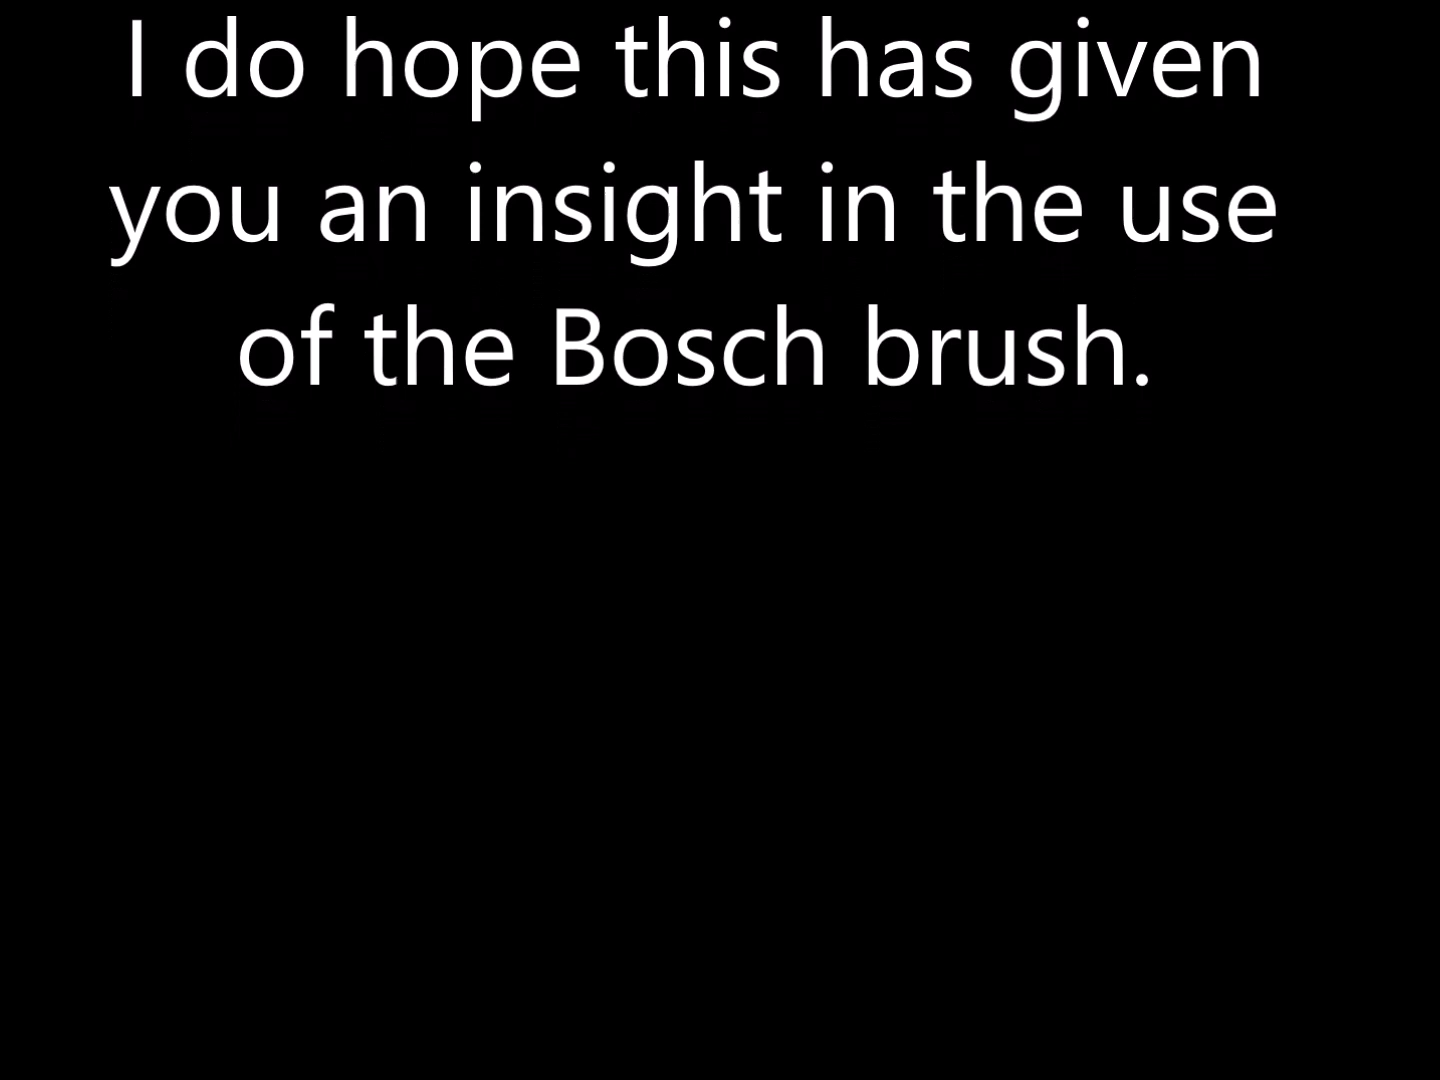 I do hope this has given
you an insight in the use
of the Bosch brush.